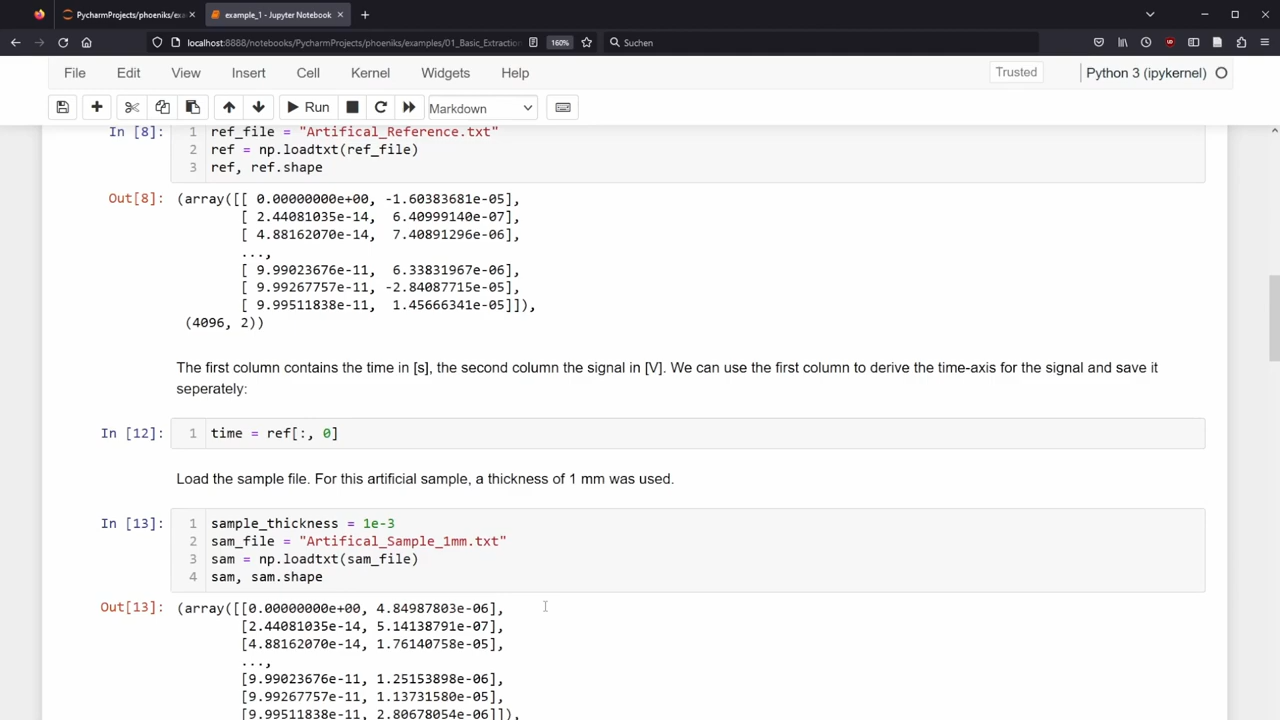 PycharmProjects/phoeniks/exa
example_1 - Jupyter Notebook
localhost:8888/notebooks/PycharmProjects/phoeniks/examples/01_Basic_Extractio
160%
Suchen
File Edit View Insert Cell Kernel Widgets Help
Trusted
Python 3 (ipykernel)
Run
Markdown
In [8]:
1 ref_file = "Artifical_Reference.txt"
2 ref = np.loadtxt(ref_file)
3 ref, ref.shape
Out[8]:
(array([[ 0.00000000e+00, -1.60383681e-05],
[ 2.44081035e-14, 6.40999140e-07],
[ 4.88162070e-14, 7.40891296e-06],
...,
[ 9.99023676e-11, 6.33831967e-06],
[ 9.99267757e-11, -2.84087715e-05],
[ 9.99511838e-11, 1.45666341e-05]]),
(4096, 2))
The first column contains the time in [s], the second column the signal in [V]. We can use the first column to derive the time-axis for the signal and save it
seperately:
In [12]:
1 time = ref[:, 0]
Load the sample file. For this artificial sample, a thickness of 1 mm was used.
In [13]:
1 sample_thickness = 1e-3
2 sam_file = "Artifical_Sample_1mm.txt"
3 sam = np.loadtxt(sam_file)
4 sam, sam.shape
Out[13]:
(array([[0.00000000e+00, 4.84987803e-06],
[2.44081035e-14, 5.14138791e-07],
[4.88162070e-14, 1.76140758e-05],
...,
[9.99023676e-11, 1.25153898e-06],
[9.99267757e-11, 1.13731580e-05],
[9.99511838e-11, 2.80678054e-06]]),